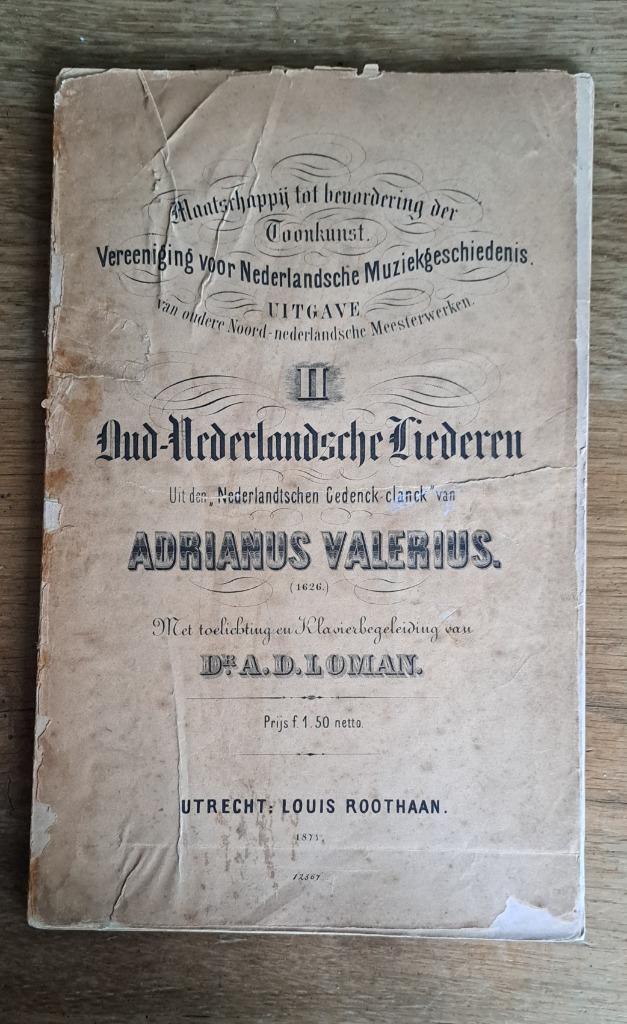 Maatschappij tot bevordering der
Toonkunst.
Vereeniging voor Nederlandsche Muziekgeschiedenis.
UITGAVE
van oudere Noord-nederlandsche Meesterwerken.
II
Oud-Nederlandsche Liederen
Uit den „Nederlandtschen Gedenck-clanck" van
ADRIANUS VALERIUS.
(1626.)
Met toelichting en Klavierbegeleiding van
DR A. D. LOMAN.
Prijs f. 1.50 netto.
UTRECHT: LOUIS ROOTHAAN.
1871.